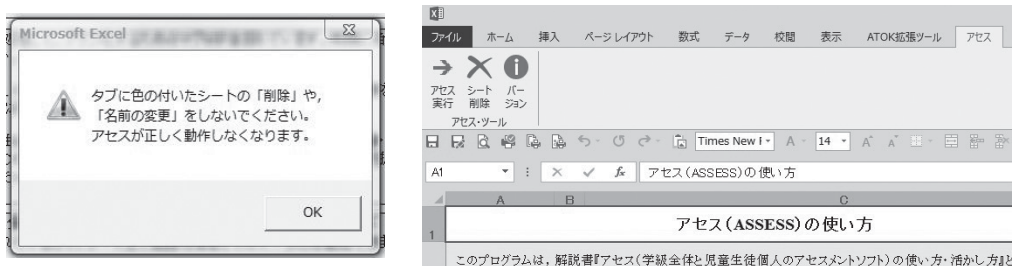 Microsoft Excel
タブに色の付いたシートの「削除」や,
「名前の変更」をしないでください。
アセスが正しく動作しなくなります。
OK
ファイル ホーム 挿入 ページ レイアウト 数式 データ 校閲 表示 ATOK拡張ツール アセス
アセス実行 シート削除 バージョン
アセス・ツール
Times New 14
A1 fx アセス(ASSESS)の使い方
A B C
1 アセス(ASSESS)の使い方
このプログラムは,解説書『アセス(学級全体と児童生徒個人のアセスメントソフト)の使い方・活かし方』と